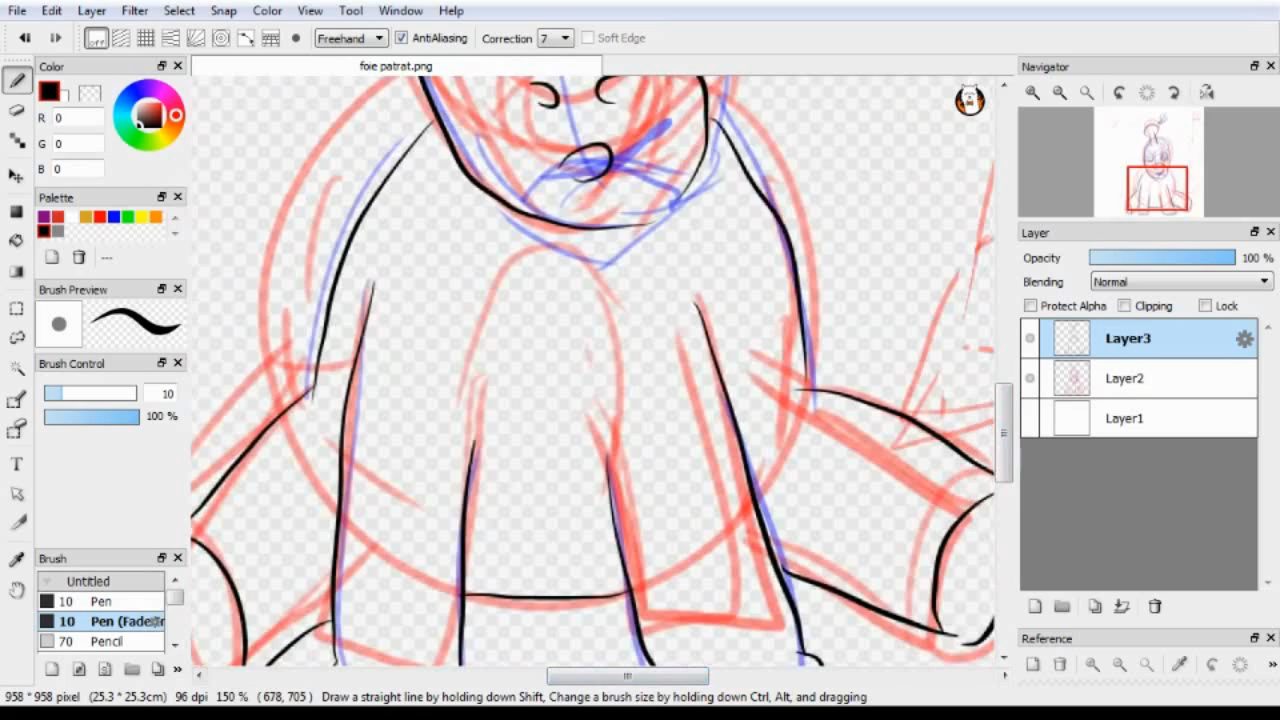 File Edit Layer Filter Select Snap Color View Tool Window Help
off Freehand AntiAliasing Correction 7 Soft Edge
Color
foie patrat.png
Navigator
R 0
G 0
B 0
Palette
---
Layer
Opacity 100 %
Blending Normal
Protect Alpha Clipping Lock
Brush Preview
Layer3
Brush Control
Layer2
10
100 %
Layer1
Brush
Untitled
10 Pen
10 Pen (Fade
70 Pencil
Reference
958 * 958 pixel (25.3 * 25.3cm) 96 dpi 150 % (678, 705) Draw a straight line by holding down Shift, Change a brush size by holding down Ctrl, Alt, and dragging